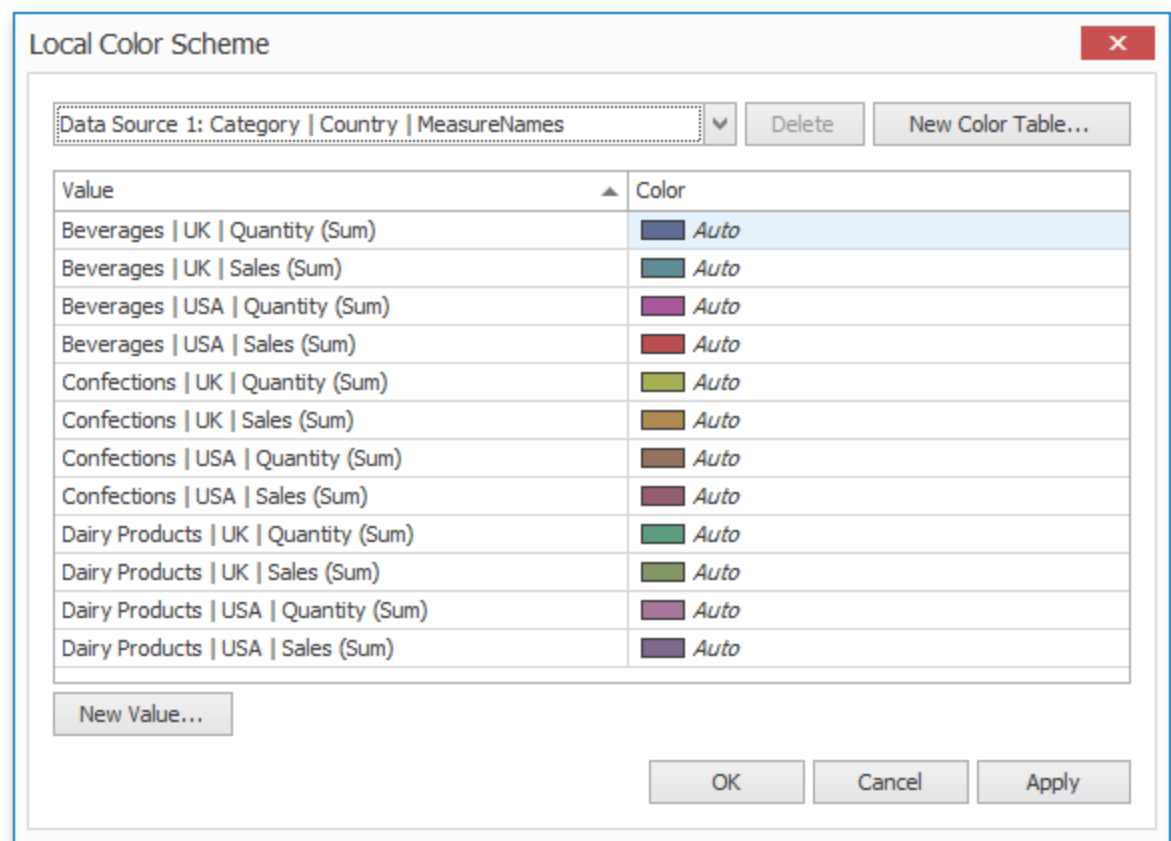 Local Color Scheme
Data Source 1: Category | Country | MeasureNames Delete New Color Table...
Value Color
Beverages | UK | Quantity (Sum) Auto
Beverages | UK | Sales (Sum) Auto
Beverages | USA | Quantity (Sum) Auto
Beverages | USA | Sales (Sum) Auto
Confections | UK | Quantity (Sum) Auto
Confections | UK | Sales (Sum) Auto
Confections | USA | Quantity (Sum) Auto
Confections | USA | Sales (Sum) Auto
Dairy Products | UK | Quantity (Sum) Auto
Dairy Products | UK | Sales (Sum) Auto
Dairy Products | USA | Quantity (Sum) Auto
Dairy Products | USA | Sales (Sum) Auto
New Value...
OK Cancel Apply